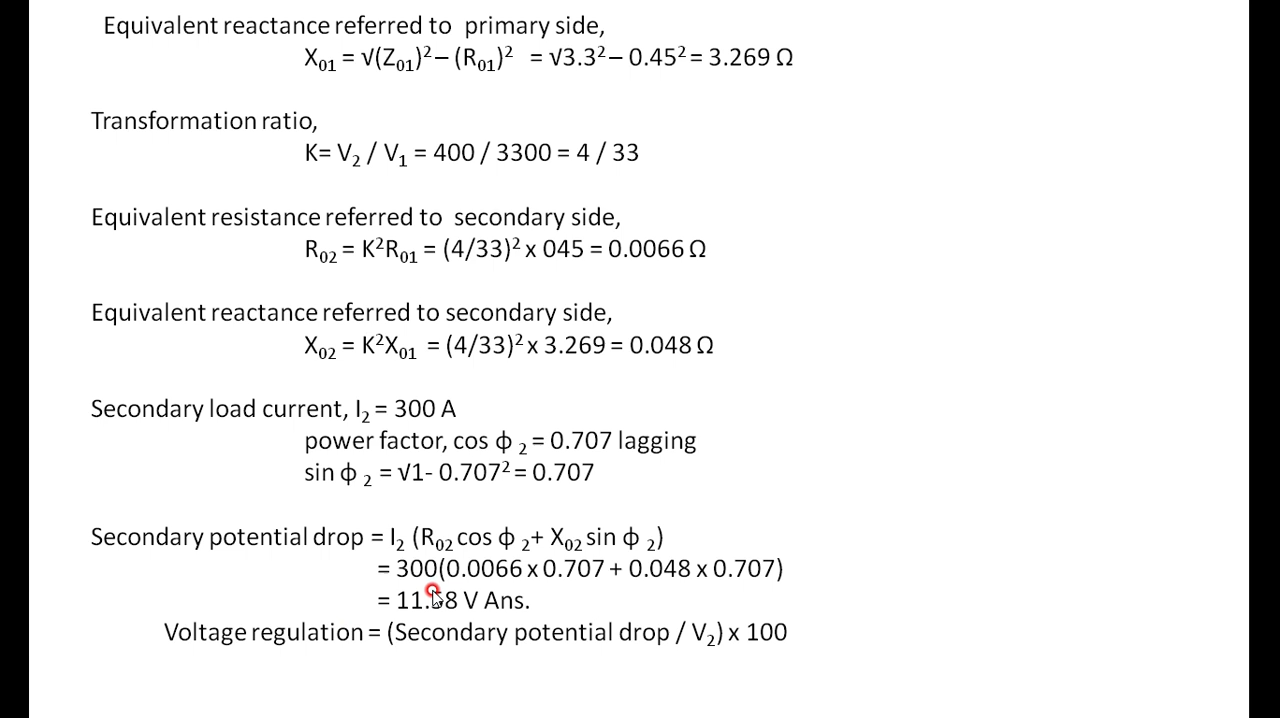 Equivalent reactance referred to primary side,
X₀₁ = √(Z₀₁)² – (R₀₁)² = √3.3² – 0.45² = 3.269 Ω
Transformation ratio,
K= V₂ / V₁ = 400 / 3300 = 4 / 33
Equivalent resistance referred to secondary side,
R₀₂ = K²R₀₁ = (4/33)² x 045 = 0.0066 Ω
Equivalent reactance referred to secondary side,
X₀₂ = K²X₀₁ = (4/33)² x 3.269 = 0.048 Ω
Secondary load current, I₂ = 300 A
power factor, cos ϕ ₂ = 0.707 lagging
sin ϕ ₂ = √1- 0.707² = 0.707
Secondary potential drop = I₂ (R₀₂ cos ϕ ₂+ X₀₂ sin ϕ ₂)
= 300(0.0066 x 0.707 + 0.048 x 0.707)
= V Ans.
Voltage regulation = (Secondary potential drop / V₂) x 100